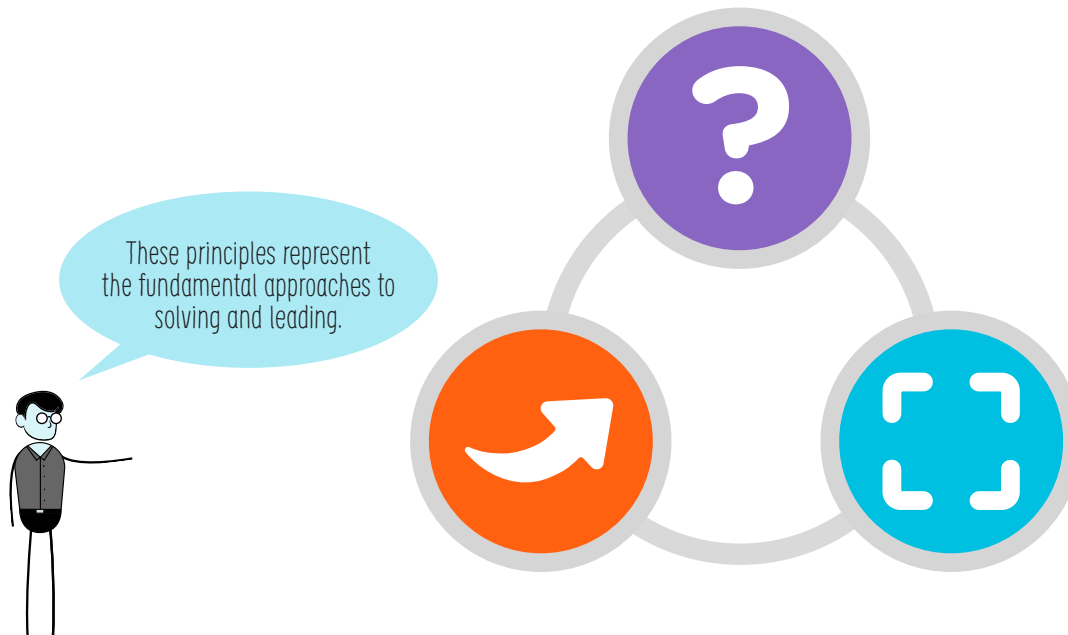 These principles represent
the fundamental approaches to
solving and leading.
?